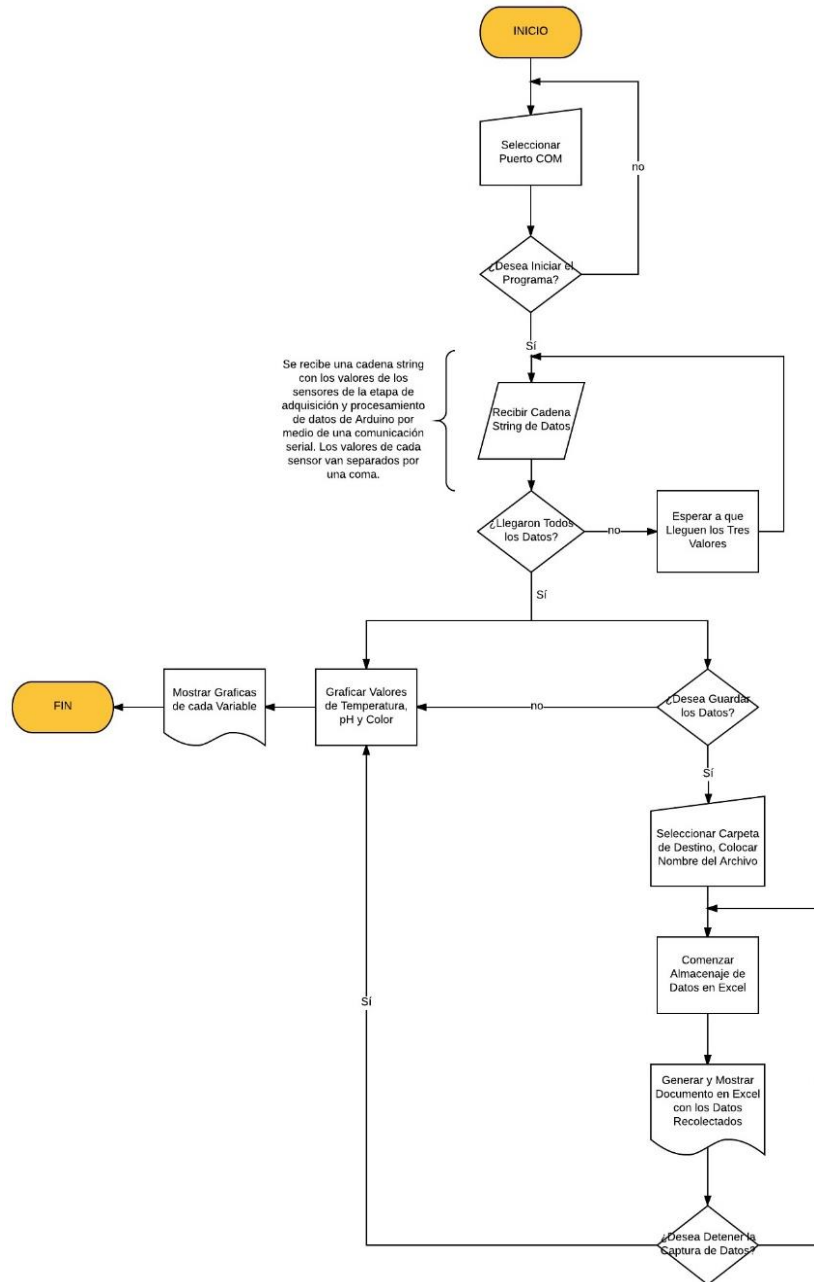 INICIO
Seleccionar
Puerto COM
no
¿Desea Iniciar el
Programa?
Sí
Se recibe una cadena string
con los valores de los
sensores de la etapa de
adquisición y procesamiento
de datos de Arduino por
medio de una comunicación
serial. Los valores de cada
sensor van separados por
una coma.
Recibir Cadena
String de Datos
¿Llegaron Todos
los Datos?
no
Esperar a que
Lleguen los Tres
Valores
Sí
FIN
Mostrar Graficas
de cada Variable
Graficar Valores
de Temperatura,
pH y Color
no
¿Desea Guardar
los Datos?
Sí
Seleccionar Carpeta
de Destino, Colocar
Nombre del Archivo
Comenzar
Almacenaje de
Datos en Excel
Sí
Generar y Mostrar
Documento en Excel
con los Datos
Recolectados
¿Desea Detener la
Captura de Datos?